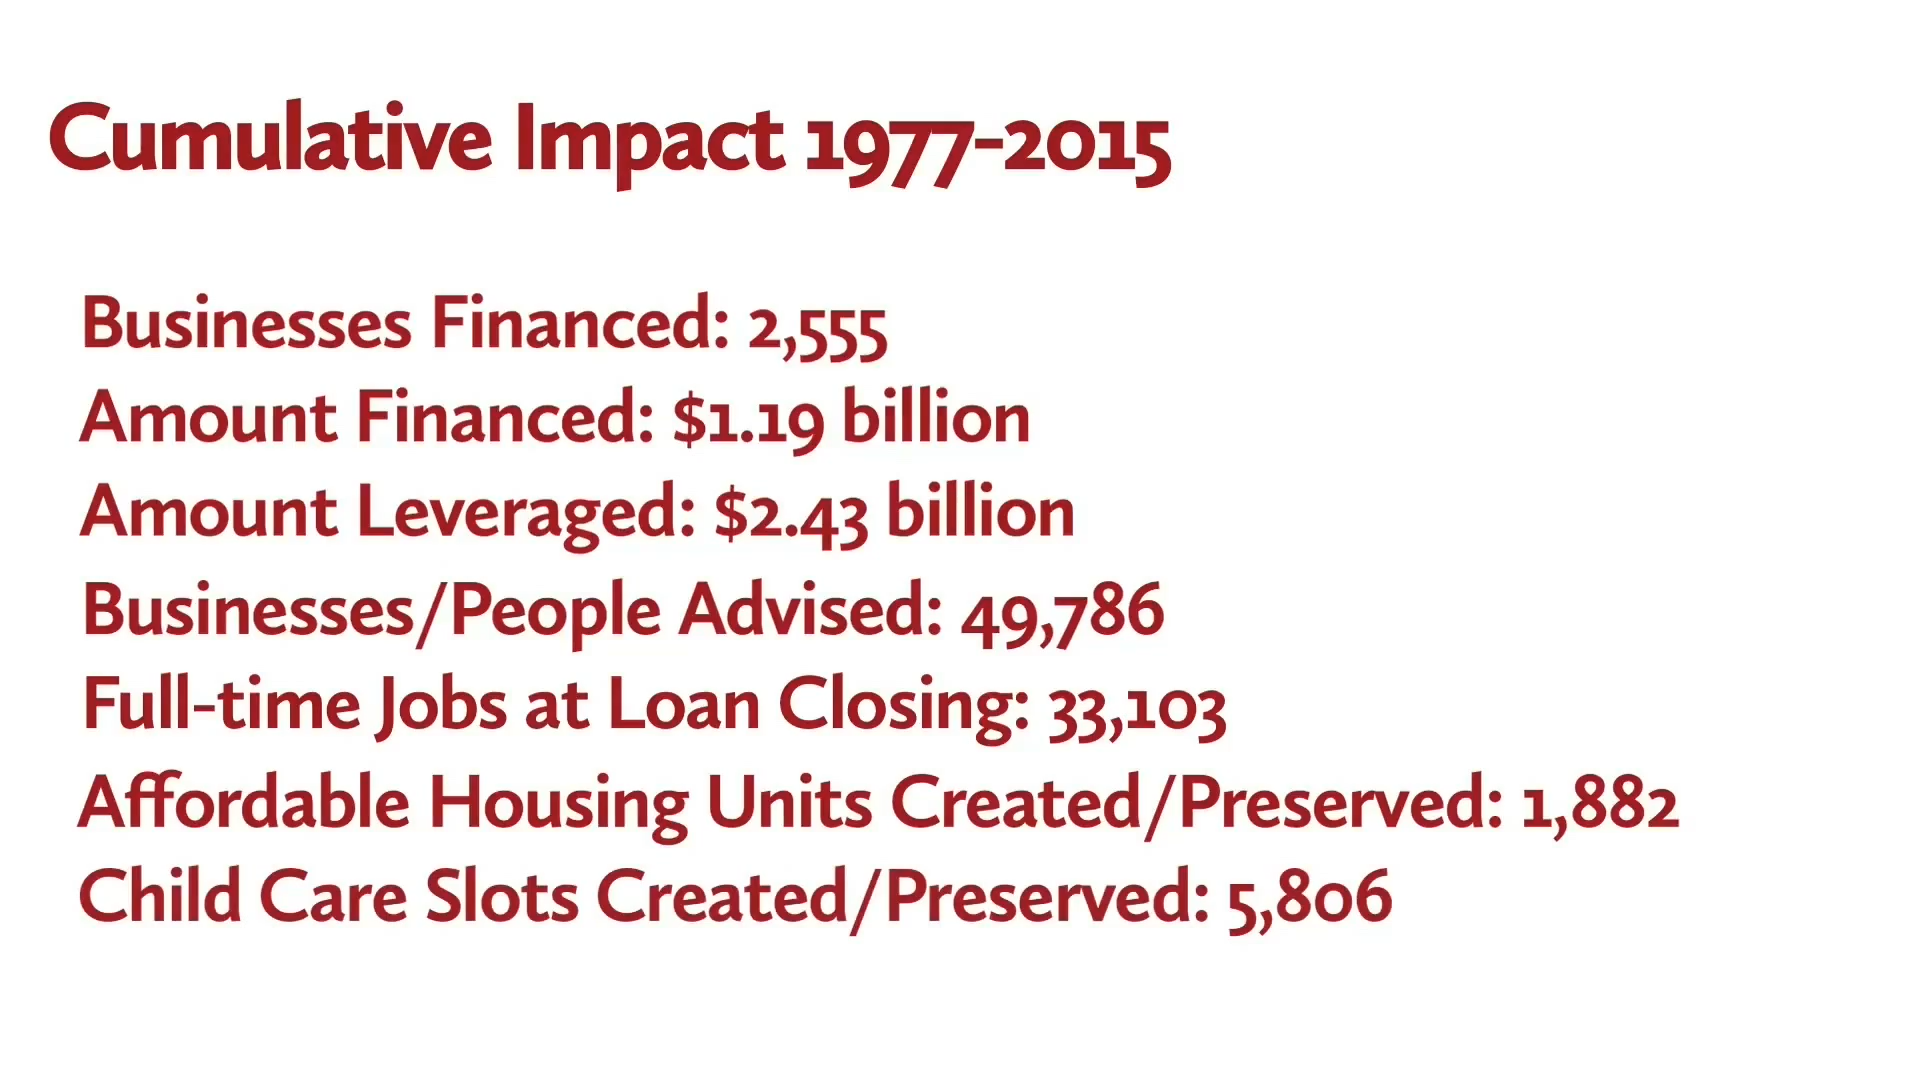 Cumulative Impact 1977-2015
Businesses Financed: 2,555
Amount Financed: $1.19 billion
Amount Leveraged: $2.43 billion
Businesses/People Advised: 49,786
Full-time Jobs at Loan Closing: 33,103
Affordable Housing Units Created/Preserved: 1,882
Child Care Slots Created/Preserved: 5,806